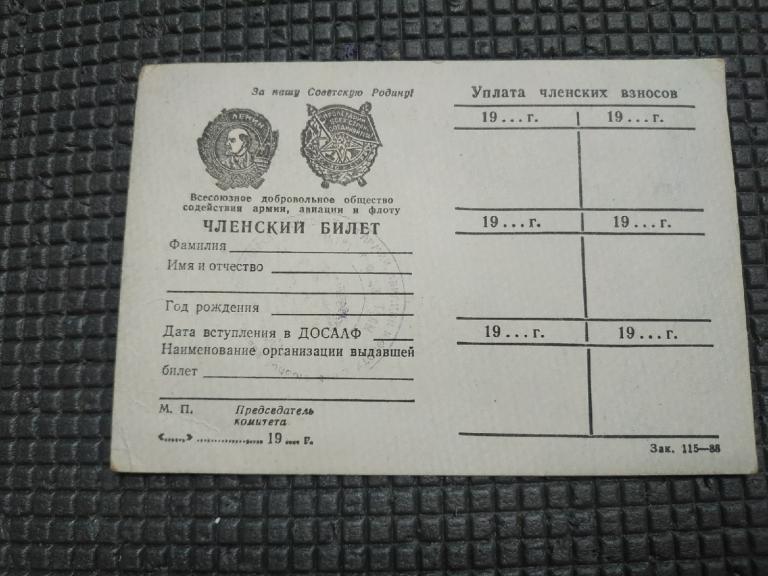 За нашу Советскую Родину!
ЛЕНИН
Всесоюзное добровольное общество
содействия армии, авиации и флоту
ЧЛЕНСКИЙ БИЛЕТ
Фамилия
Имя и отчество
Год рождения
Дата вступления в ДОСААФ
Наименование организации выдавшей
билет
М. П. Председатель
комитета
«.....» ................ 19 .... г.
Уплата членских взносов
19...г. 19...г.
19...г. 19...г.
19...г. 19...г.
Зак. 115—88